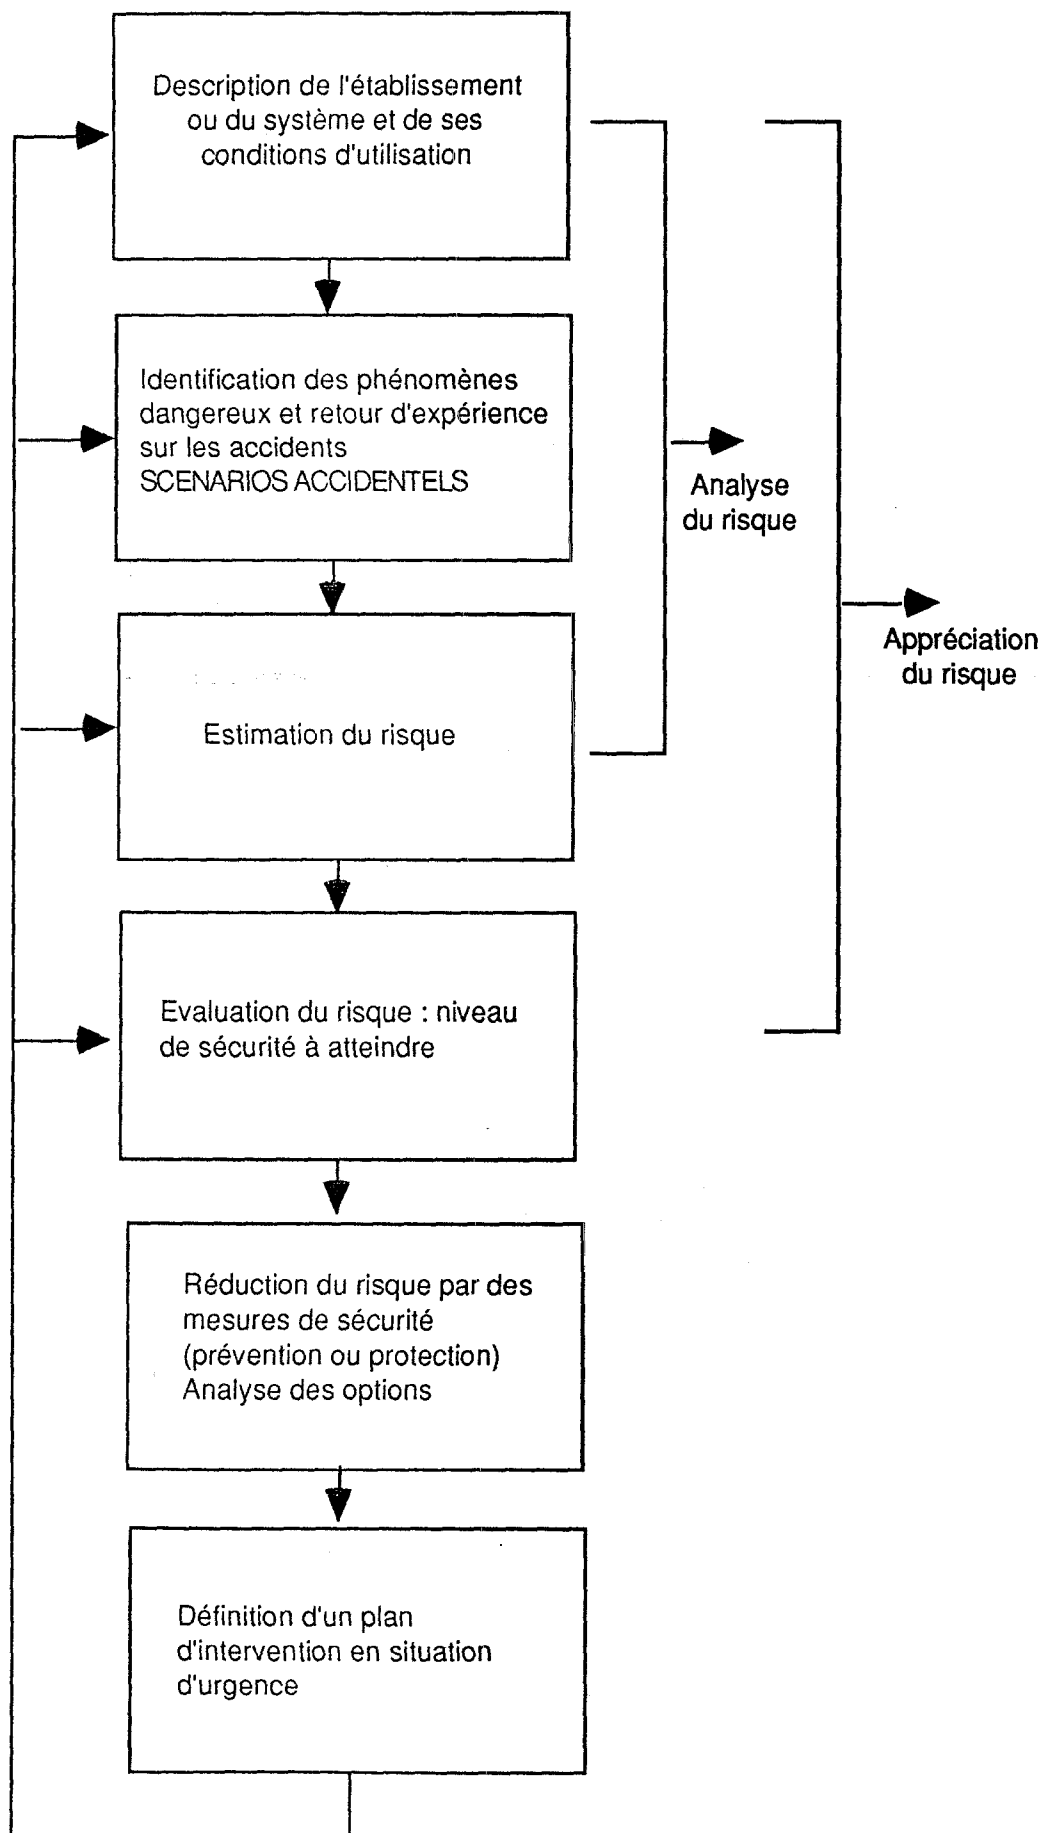 Description de l'établissement
ou du système et de ses
conditions d'utilisation
Identification des phénomènes
dangereux et retour d'expérience
sur les accidents
SCENARIOS ACCIDENTELS
Analyse
du risque
Appréciation
du risque
Estimation du risque
Evaluation du risque : niveau
de sécurité à atteindre
Réduction du risque par des
mesures de sécurité
(prévention ou protection)
Analyse des options
Définition d'un plan
d'intervention en situation
d'urgence